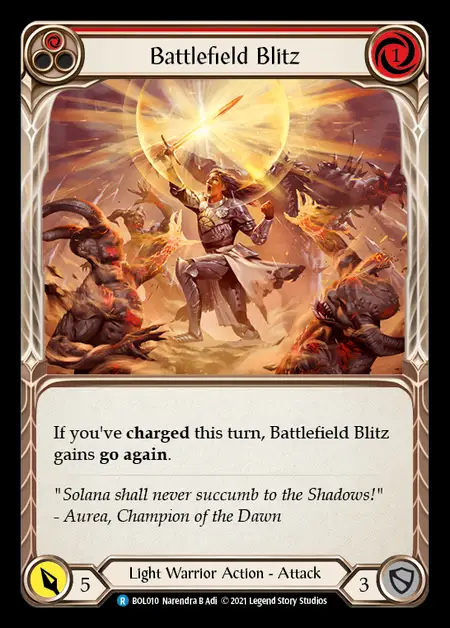 Battlefield Blitz
1
If you've charged this turn, Battlefield Blitz
gains go again.
"Solana shall never succumb to the Shadows!"
- Aurea, Champion of the Dawn
5
Light Warrior Action - Attack
3
R BOL010 Narendra B Adi © 2021 Legend Story Studios